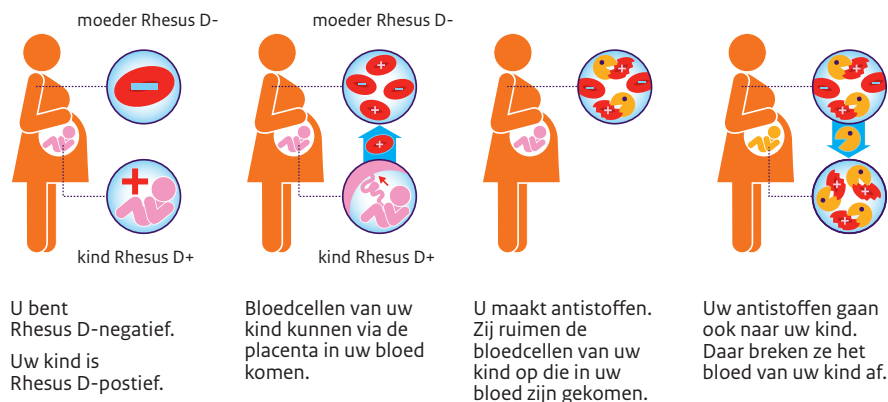 moeder Rhesus D-
kind Rhesus D+
U bent
Rhesus D-negatief.
Uw kind is
Rhesus D-postief.
moeder Rhesus D-
kind Rhesus D+
Bloedcellen van uw
kind kunnen via de
placenta in uw bloed
komen.
U maakt antistoffen.
Zij ruimen de
bloedcellen van uw
kind op die in uw
bloed zijn gekomen.
Uw antistoffen gaan
ook naar uw kind.
Daar breken ze het
bloed van uw kind af.